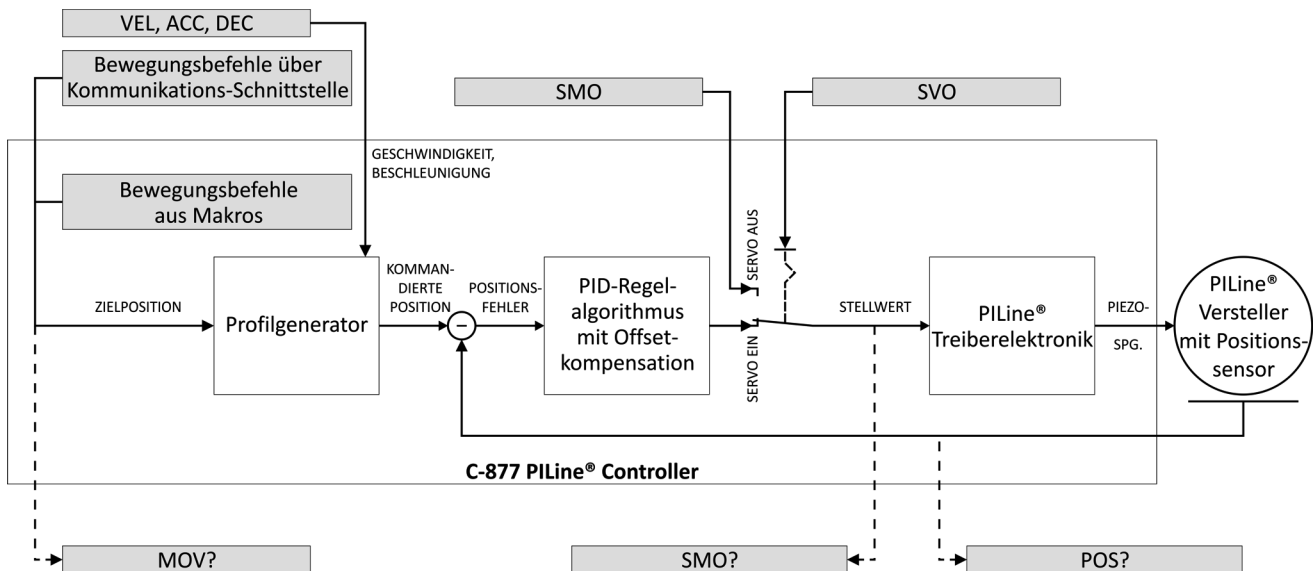 VEL, ACC, DEC
Bewegungsbefehle über
Kommunikations-Schnittstelle
SMO
SVO
GESCHWINDIGKEIT,
BESCHLEUNIGUNG
Bewegungsbefehle
aus Makros
ZIELPOSITION
Profilgenerator
KOMMAN-
DIERTE
POSITION
–
POSITIONS-
FEHLER
PID-Regel-
algorithmus
mit Offset-
kompensation
SERVO AUS
SERVO EIN
STELLWERT
PILine®
Treiberelektronik
PIEZO-
SPG.
PILine®
Versteller
mit Positions-
sensor
C-877 PILine® Controller
MOV?
SMO?
POS?